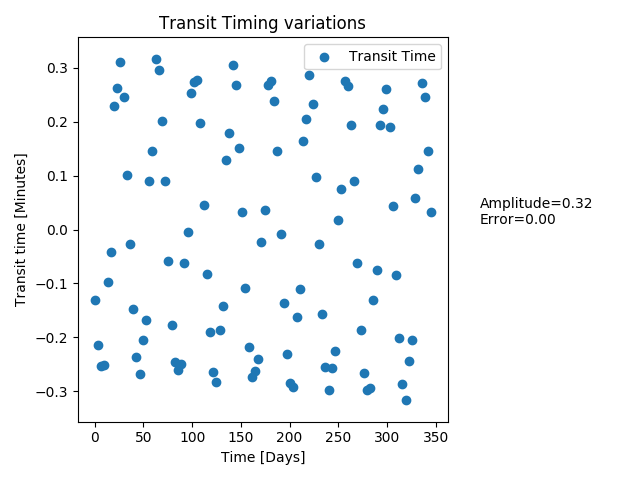 Transit Timing variations
Transit Time
0.3
0.2
0.1
0.0
−0.1
−0.2
−0.3
Transit time [Minutes]
Amplitude=0.32
Error=0.00
0 50 100 150 200 250 300 350
Time [Days]